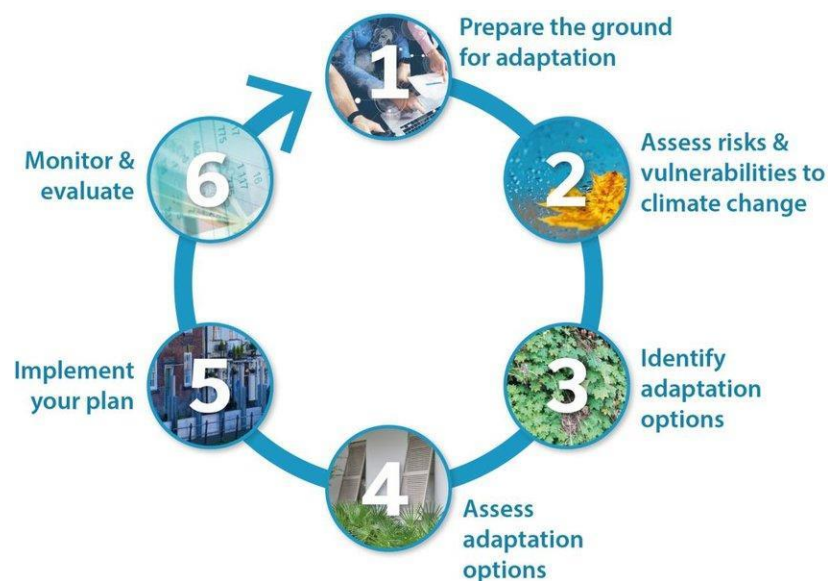 1
Prepare the ground
for adaptation
2
Assess risks &
vulnerabilities to
climate change
3
Identify
adaptation
options
4
Assess
adaptation
options
5
Implement
your plan
6
Monitor &
evaluate